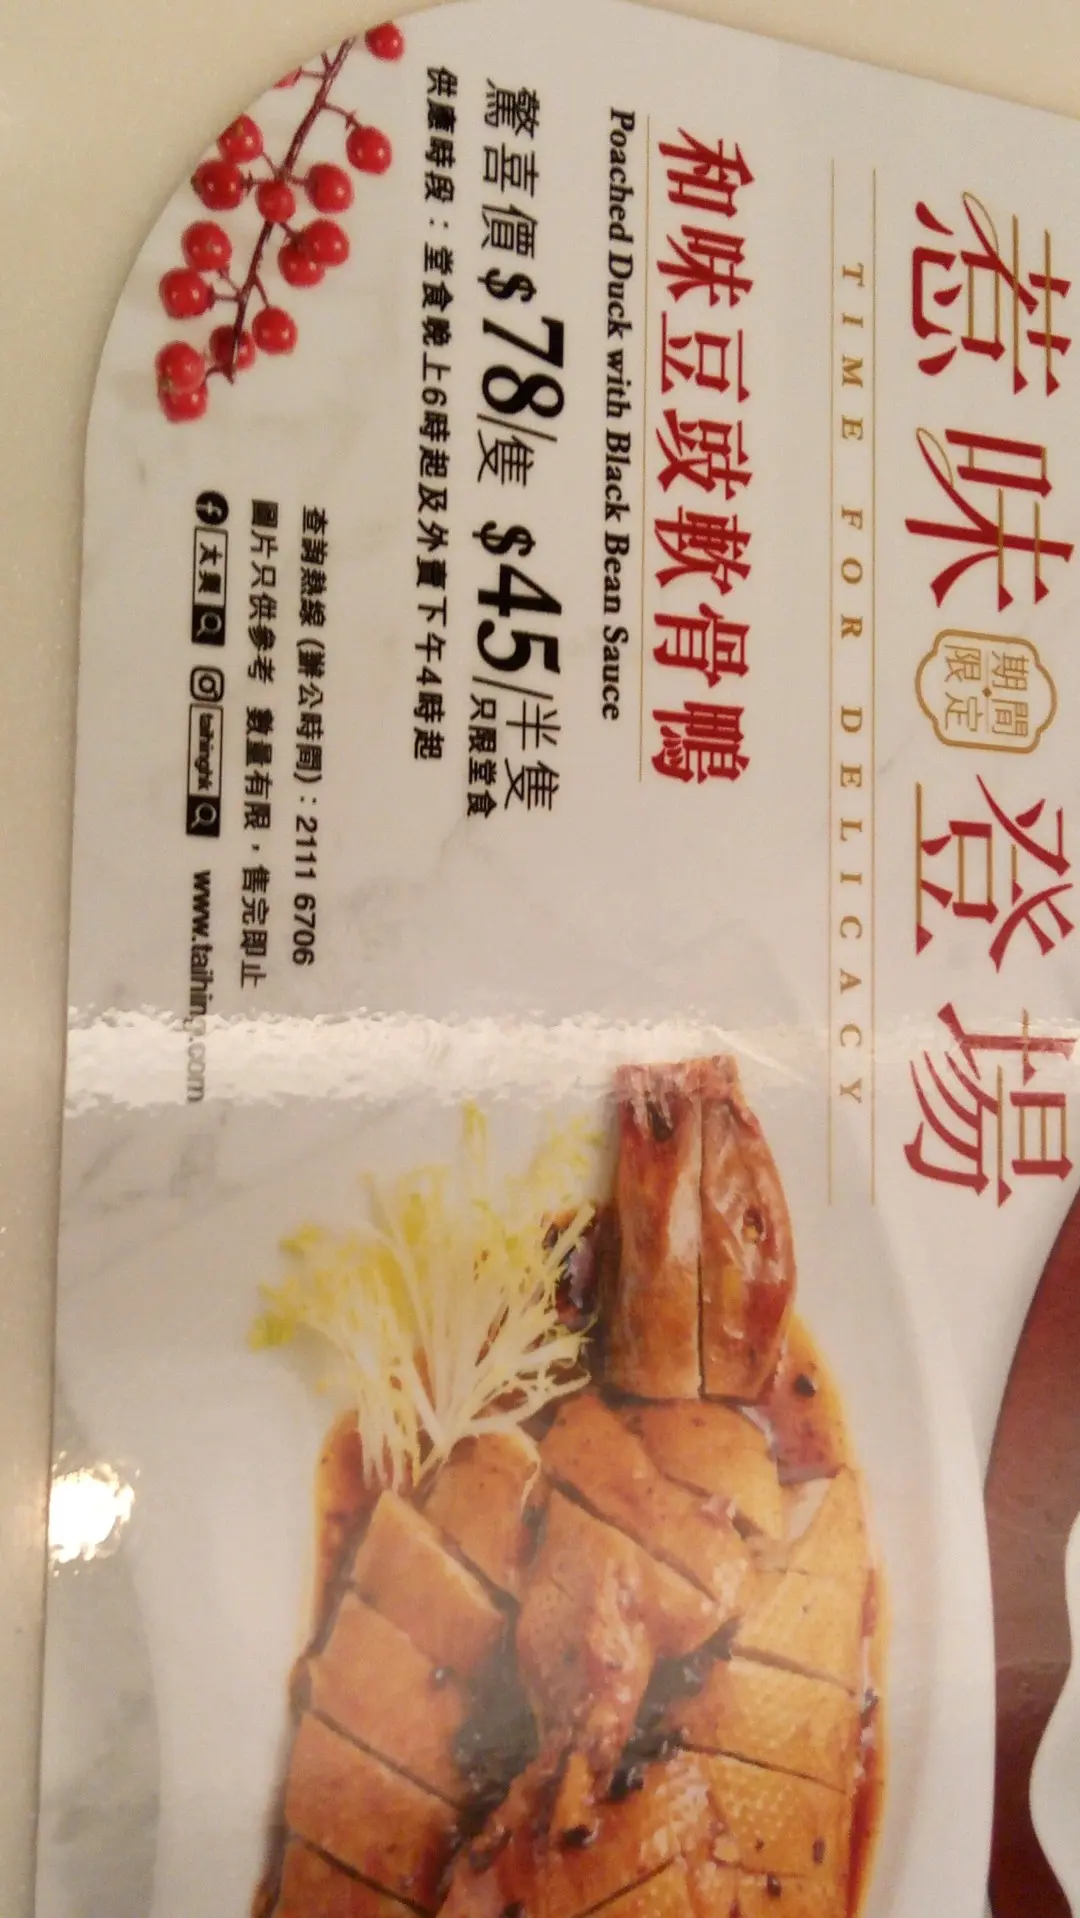 惹味登場
期間
限定
TIME FOR DELICACY
和味豆豉軟骨鴨
Poached Duck with Black Bean Sauce
驚喜價$78/隻 $45/半隻
只限堂食
供應時段：堂食晚上6時起及外賣下午4時起
查詢熱線 (辦公時間)：2111 6706
圖片只供參考 數量有限，售完即止
太興 taihinghk www.taihing.com